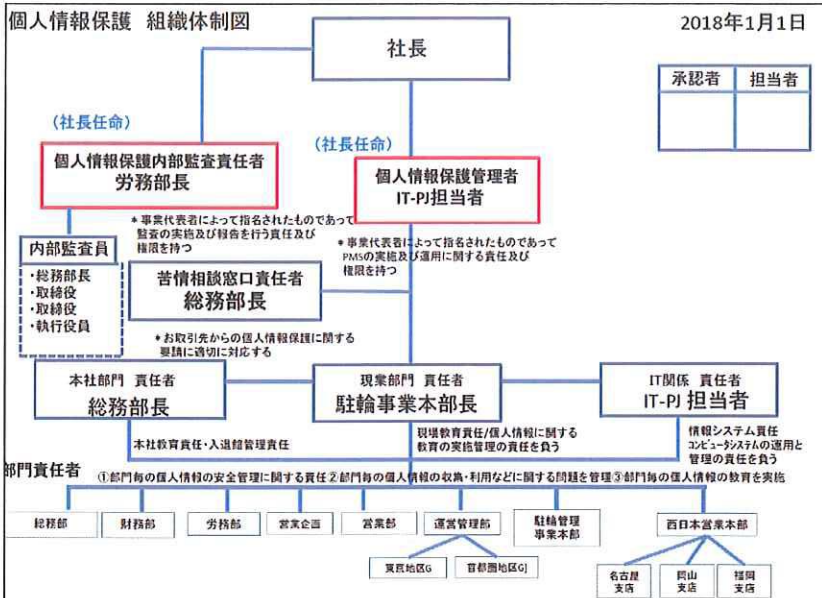 個人情報保護 組織体制図
2018年1月1日
社長
承認者 担当者
(社長任命)
(社長任命)
個人情報保護内部監査責任者
労務部長
個人情報保護管理者
IT-PJ担当者
*事業代表者によって指名されたものであって
監査の実施及び報告を行う責任及び
権限を持つ
*事業代表者によって指名されたものであって
PMSの実施及び運用に関する責任及び
権限を持つ
内部監査員
・総務部長
・取締役
・取締役
・執行役員
苦情相談窓口責任者
総務部長
*お取引先からの個人情報保護に関する
要請に適切に対応する
本社部門 責任者
総務部長
現業部門 責任者
駐輪事業本部長
IT関係 責任者
IT-PJ 担当者
本社教育責任・入退館管理責任
現場教育責任/個人情報に関する
教育の実施管理の責任を負う
情報システム責任
コンピュータシステムの運用と
管理の責任を負う
部門責任者
①部門毎の個人情報の安全管理に関する責任②部門毎の個人情報の収集・利用などに関する問題を管理③部門毎の個人情報の教育を実施
総務部
財務部
労務部
営業企画
営業部
運営管理部
駐輪管理
事業本部
西日本営業本部
東京地区G
首都圏地区G
名古屋
支店
岡山
支店
福岡
支店